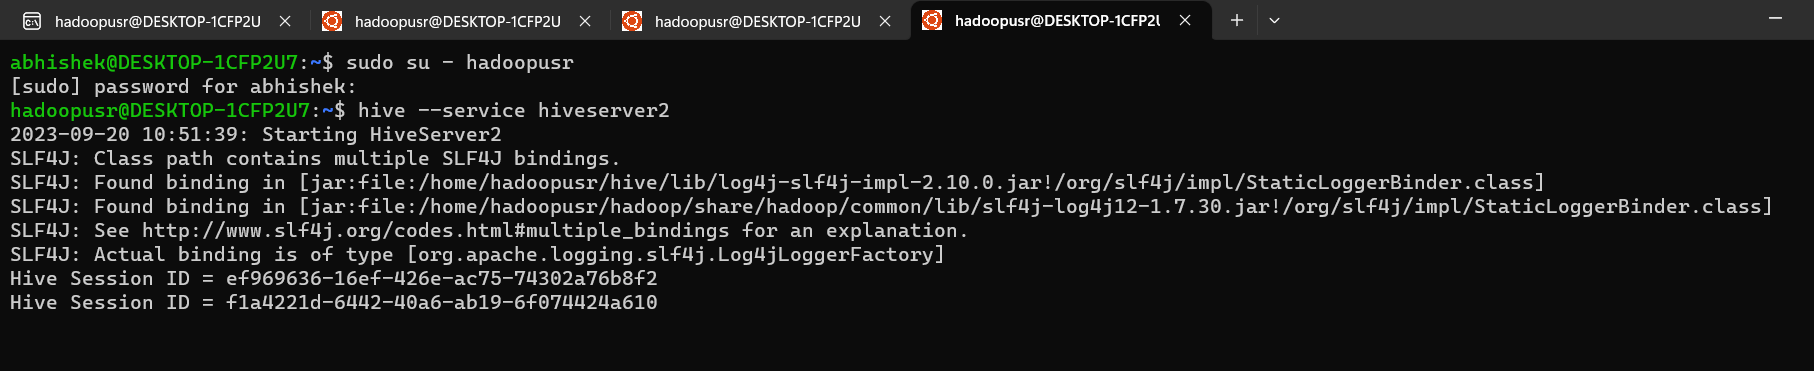 hadoopusr@DESKTOP-1CFP2U
hadoopusr@DESKTOP-1CFP2U
hadoopusr@DESKTOP-1CFP2U
hadoopusr@DESKTOP-1CFP2U
abhishek@DESKTOP-1CFP2U7:~$ sudo su - hadoopusr
[sudo] password for abhishek:
hadoopusr@DESKTOP-1CFP2U7:~$ hive --service hiveserver2
2023-09-20 10:51:39: Starting HiveServer2
SLF4J: Class path contains multiple SLF4J bindings.
SLF4J: Found binding in [jar:file:/home/hadoopusr/hive/lib/log4j-slf4j-impl-2.10.0.jar!/org/slf4j/impl/StaticLoggerBinder.class]
SLF4J: Found binding in [jar:file:/home/hadoopusr/hadoop/share/hadoop/common/lib/slf4j-log4j12-1.7.30.jar!/org/slf4j/impl/StaticLoggerBinder.class]
SLF4J: See http://www.slf4j.org/codes.html#multiple_bindings for an explanation.
SLF4J: Actual binding is of type [org.apache.logging.slf4j.Log4jLoggerFactory]
Hive Session ID = ef969636-16ef-426e-ac75-74302a76b8f2
Hive Session ID = f1a4221d-6442-40a6-ab19-6f074424a610